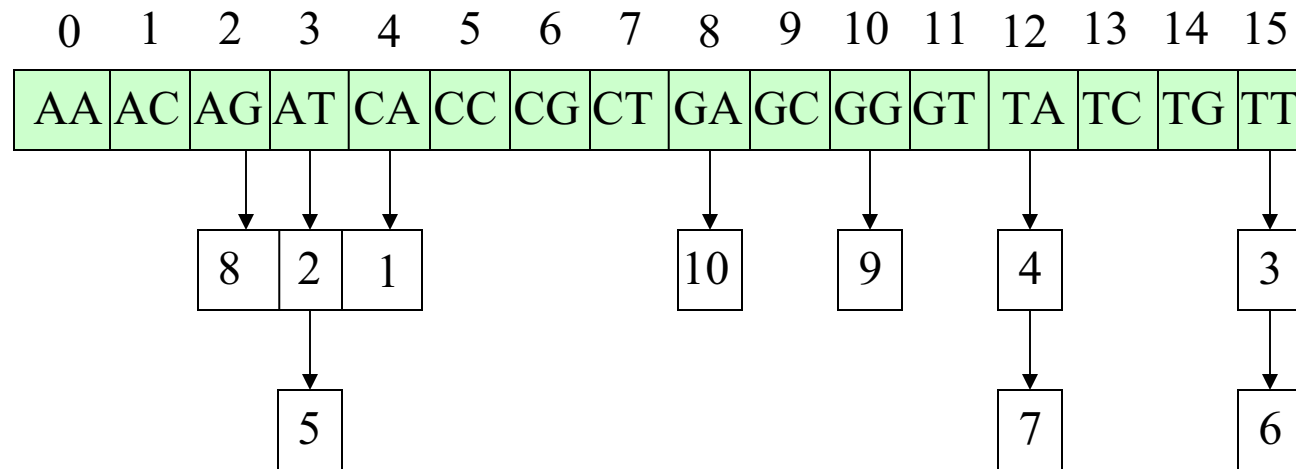 0 1 2 3 4 5 6 7 8 9 10 11 12 13 14 15
AA AC AG AT CA CC CG CT GA GC GG GT TA TC TG TT
8 2 1 10 9 4 3
5 7 6